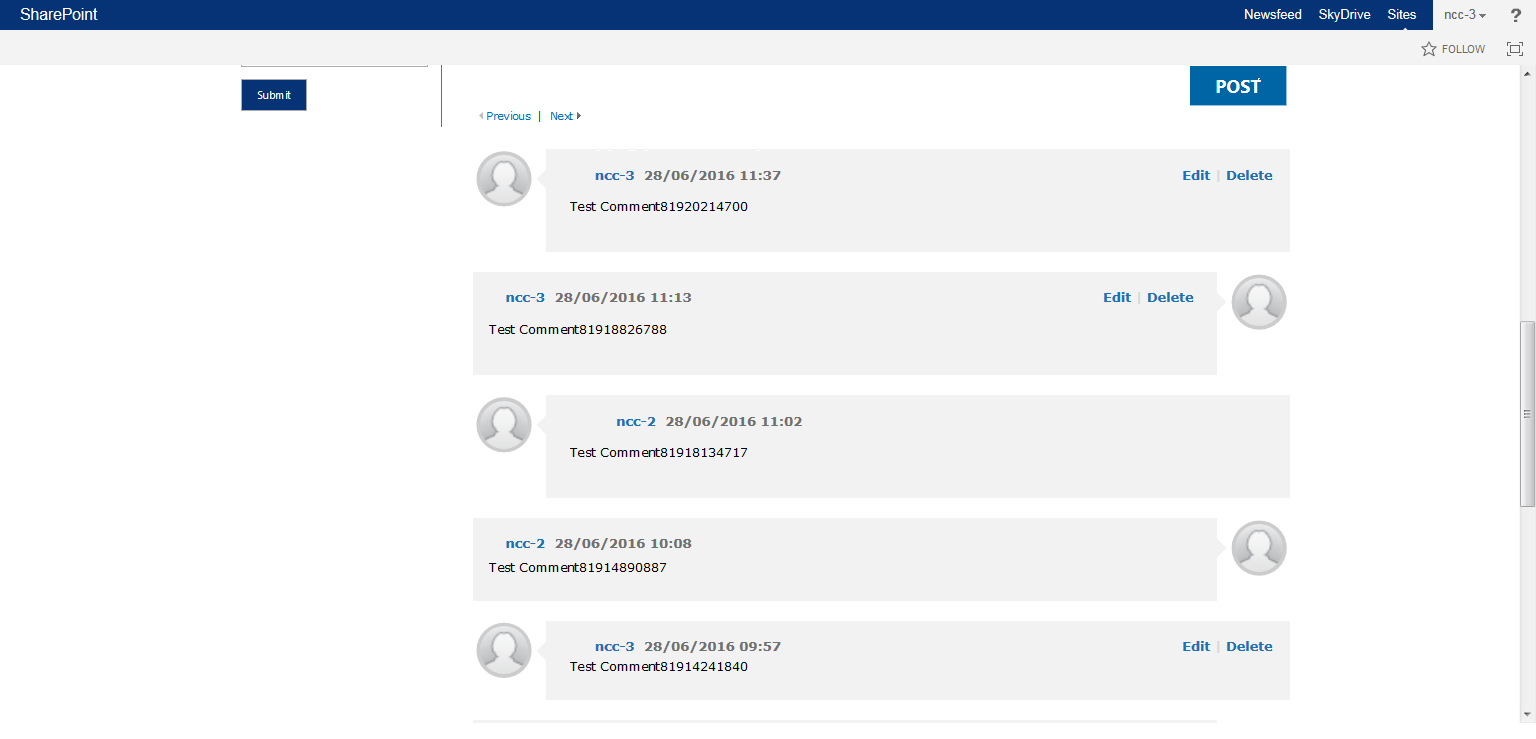 SharePoint
Newsfeed SkyDrive Sites ncc-3 ?
FOLLOW
Submit
POST
Previous | Next
ncc-3 28/06/2016 11:37 Edit | Delete
Test Comment81920214700
ncc-3 28/06/2016 11:13 Edit | Delete
Test Comment81918826788
ncc-2 28/06/2016 11:02
Test Comment81918134717
ncc-2 28/06/2016 10:08
Test Comment81914890887
ncc-3 28/06/2016 09:57 Edit | Delete
Test Comment81914241840